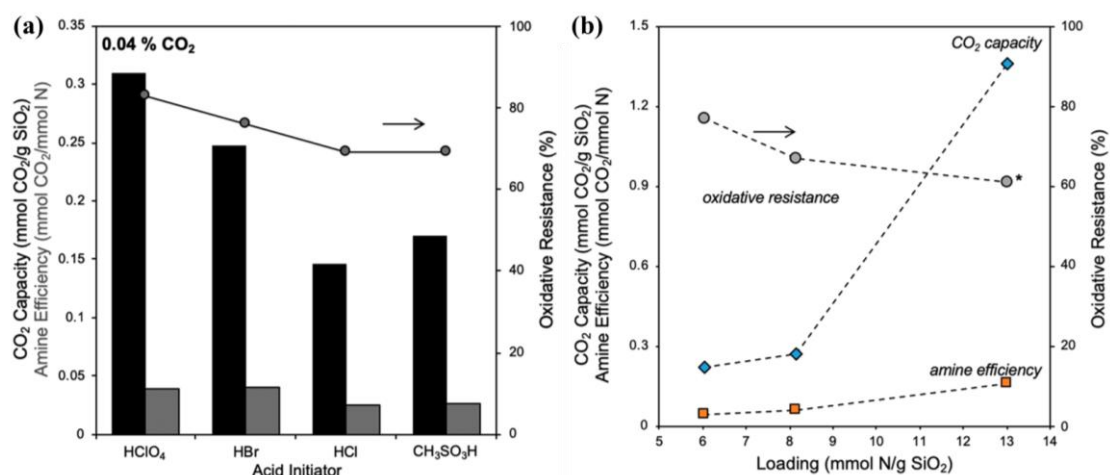 (a)
0.04 % CO₂
CO₂ Capacity (mmol CO₂/g SiO₂)
Amine Efficiency (mmol CO₂/mmol N)
0.35
0.3
0.25
0.2
0.15
0.1
0.05
0
HClO₄
HBr
HCl
CH₃SO₃H
Acid Initiator
100
80
60
40
20
0
Oxidative Resistance (%)
(b)
CO₂ Capacity (mmol CO₂/g SiO₂)
Amine Efficiency (mmol CO₂/mmol N)
1.5
1.2
0.9
0.6
0.3
0
CO₂ capacity
*
oxidative resistance
amine efficiency
5 6 7 8 9 10 11 12 13 14
Loading (mmol N/g SiO₂)
100
80
60
40
20
0
Oxidative Resistance (%)